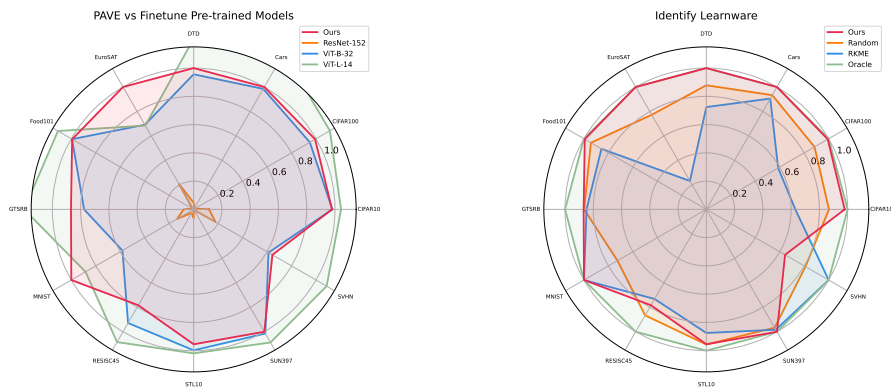 PAVE vs Finetune Pre-trained Models
Ours
ResNet-152
ViT-B-32
ViT-L-14
DTD
Cars
EuroSAT
CIFAR100
Food101
1.0
0.8
0.6
0.4
0.2
GTSRB
CIFAR10
MNIST
SVHN
RESISC45
SUN397
STL10
Identify Learnware
Ours
Random
RKME
Oracle
DTD
Cars
EuroSAT
CIFAR100
Food101
1.0
0.8
0.6
0.4
0.2
GTSRB
CIFAR10
MNIST
SVHN
RESISC45
SUN397
STL10